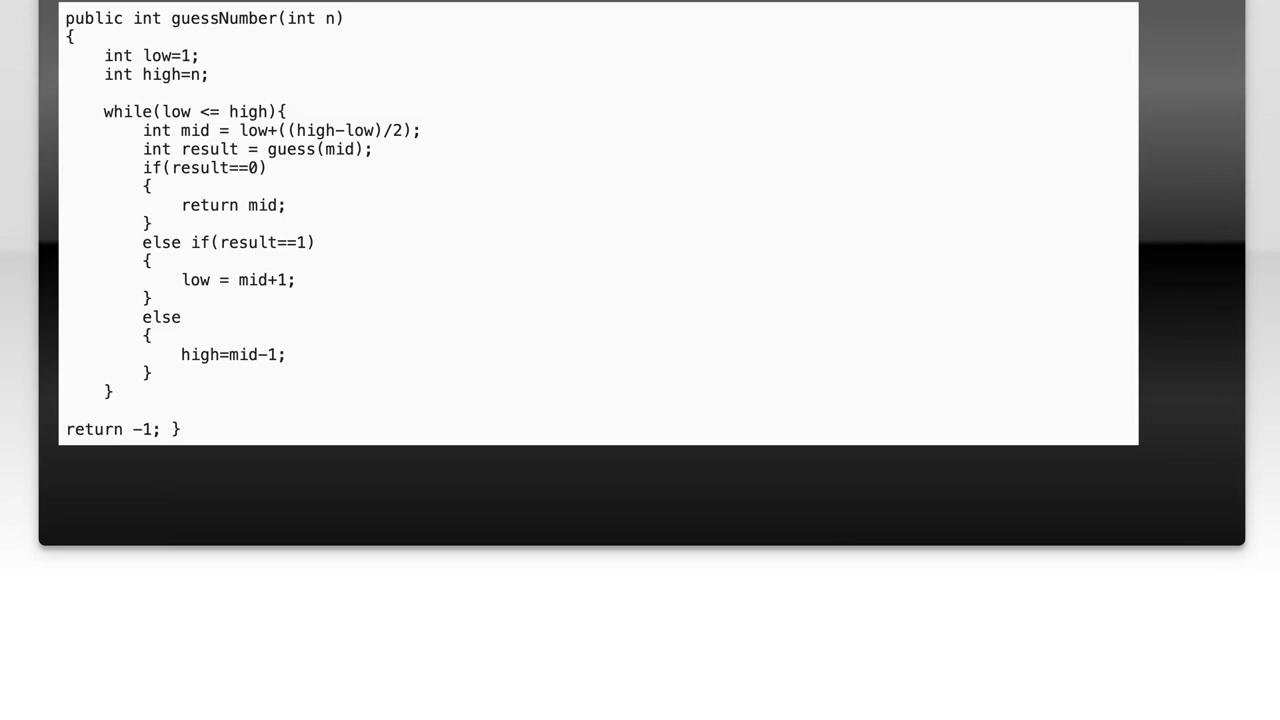 public int guessNumber(int n)
{
int low=1;
int high=n;
while(low <= high){
int mid = low+((high-low)/2);
int result = guess(mid);
if(result==0)
{
return mid;
}
else if(result==1)
{
low = mid+1;
}
else
{
high=mid-1;
}
}
return -1; }